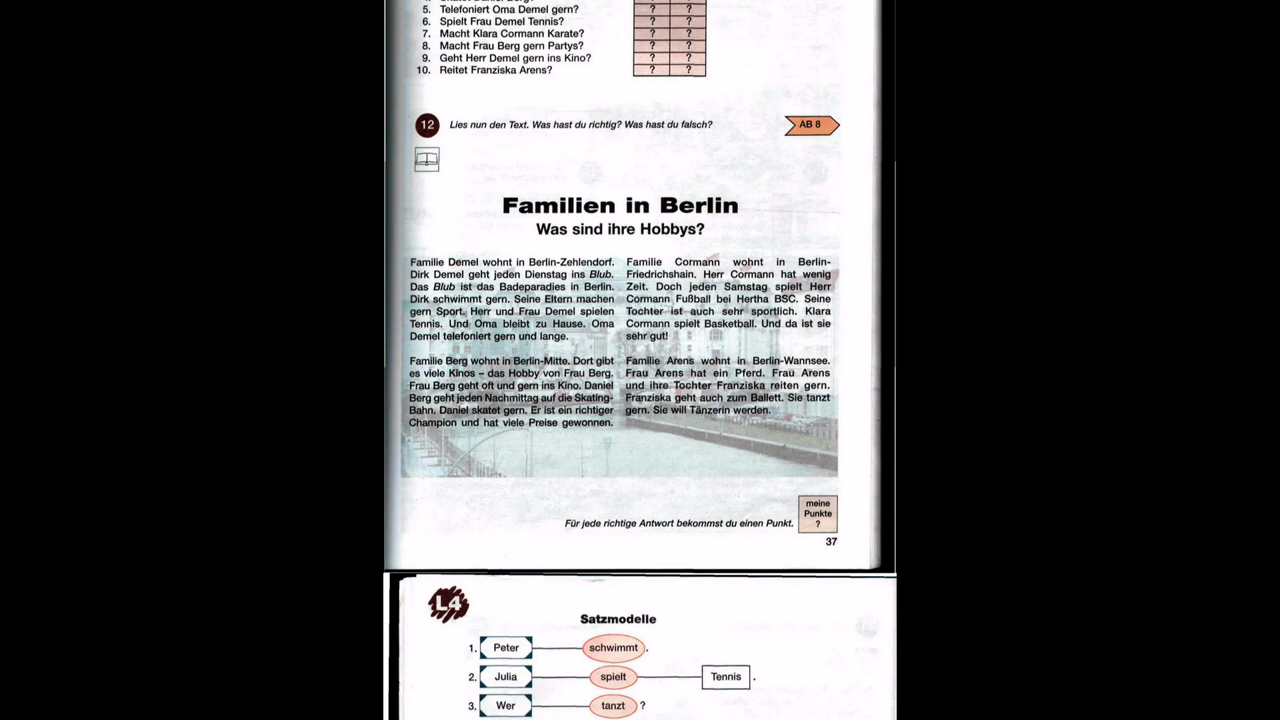 5. Telefoniert Oma Demel gern? ? ?
6. Spielt Frau Demel Tennis? ? ?
7. Macht Klara Cormann Karate? ? ?
8. Macht Frau Berg gern Partys? ? ?
9. Geht Herr Demel gern ins Kino? ? ?
10. Reitet Franziska Arens? ? ?
12 Lies nun den Text. Was hast du richtig? Was hast du falsch? AB 8
Familien in Berlin
Was sind ihre Hobbys?
Familie Demel wohnt in Berlin-Zehlendorf.
Dirk Demel geht jeden Dienstag ins Blub.
Das Blub ist das Badeparadies in Berlin.
Dirk schwimmt gern. Seine Eltern machen
gern Sport. Herr und Frau Demel spielen
Tennis. Und Oma bleibt zu Hause. Oma
Demel telefoniert gern und lange.
Familie Berg wohnt in Berlin-Mitte. Dort gibt
es viele Kinos – das Hobby von Frau Berg.
Frau Berg geht oft und gern ins Kino. Daniel
Berg geht jeden Nachmittag auf die Skating-
Bahn. Daniel skatet gern. Er ist ein richtiger
Champion und hat viele Preise gewonnen.
Familie Cormann wohnt in Berlin-
Friedrichshain. Herr Cormann hat wenig
Zeit. Doch jeden Samstag spielt Herr
Cormann Fußball bei Hertha BSC. Seine
Tochter ist auch sehr sportlich. Klara
Cormann spielt Basketball. Und da ist sie
sehr gut!
Familie Arens wohnt in Berlin-Wannsee.
Frau Arens hat ein Pferd. Frau Arens
und ihre Tochter Franziska reiten gern.
Franziska geht auch zum Ballett. Sie tanzt
gern. Sie will Tänzerin werden.
Für jede richtige Antwort bekommst du einen Punkt.
meine
Punkte
?
37
L4
Satzmodelle
1. Peter schwimmt .
2. Julia spielt Tennis .
3. Wer tanzt ?